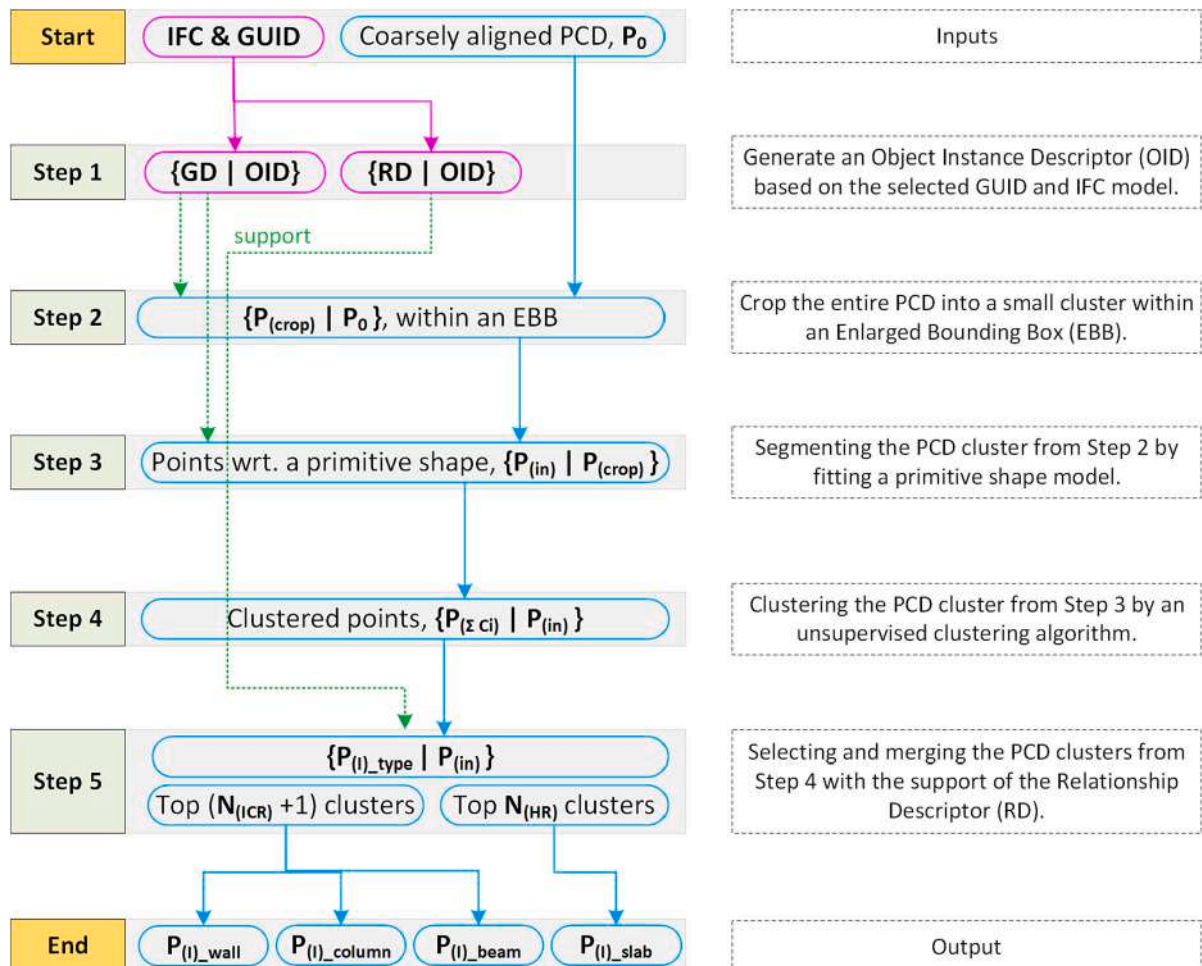 Start
IFC & GUID
Coarsely aligned PCD, P0
Inputs
Step 1
{GD | OID}
{RD | OID}
Generate an Object Instance Descriptor (OID)
based on the selected GUID and IFC model.
support
Step 2
{P(crop) | P0 }, within an EBB
Crop the entire PCD into a small cluster within
an Enlarged Bounding Box (EBB).
Step 3
Points wrt. a primitive shape, {P(in) | P(crop) }
Segmenting the PCD cluster from Step 2 by
fitting a primitive shape model.
Step 4
Clustered points, {P(Σ Ci) | P(in) }
Clustering the PCD cluster from Step 3 by an
unsupervised clustering algorithm.
Step 5
{P(I)_type | P(in) }
Top (N(ICR) +1) clusters
Top N(HR) clusters
Selecting and merging the PCD clusters from
Step 4 with the support of the Relationship
Descriptor (RD).
End
P(I)_wall
P(I)_column
P(I)_beam
P(I)_slab
Output